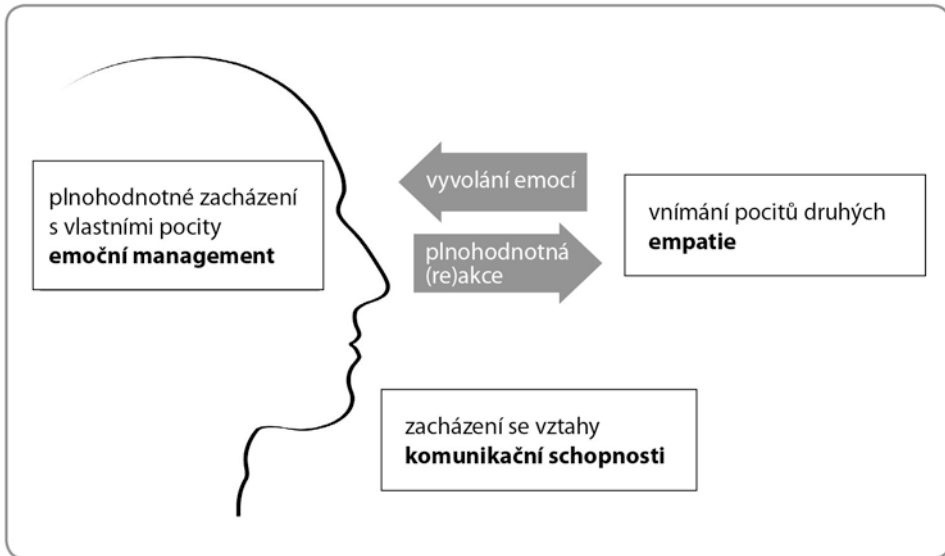 plnohodnotné zacházení
s vlastními pocity
emoční management
vyvolání emocí
plnohodnotná
(re)akce
vnímání pocitů druhých
empatie
zacházení se vztahy
komunikační schopnosti